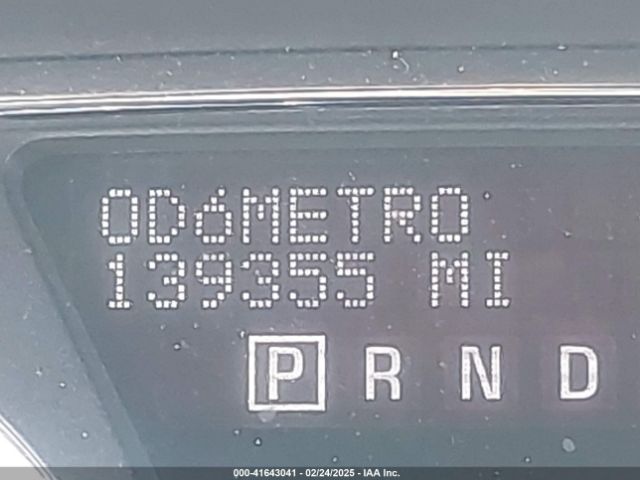 ODóMETRO
139355 MI
P R N D
000-41643041 - 02/24/2025 - IAA Inc.